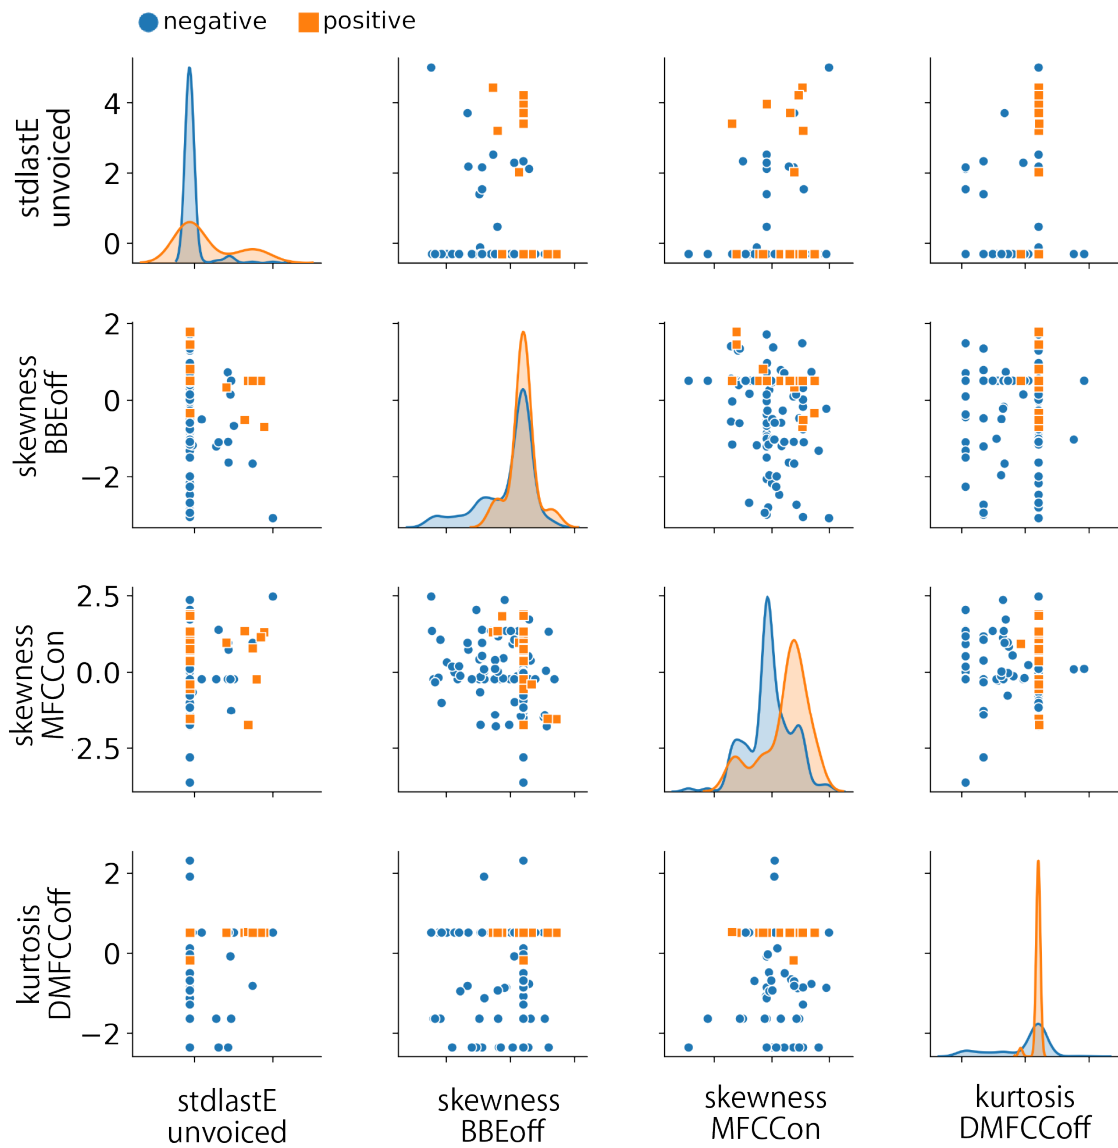 negative positive
stdlastE
unvoiced
4
2
0
skewness
BBEoff
2
0
−2
skewness
MFCCon
2.5
0.0
2.5
kurtosis
DMFCCoff
2
0
−2
stdlastE
unvoiced
skewness
BBEoff
skewness
MFCCon
kurtosis
DMFCCoff